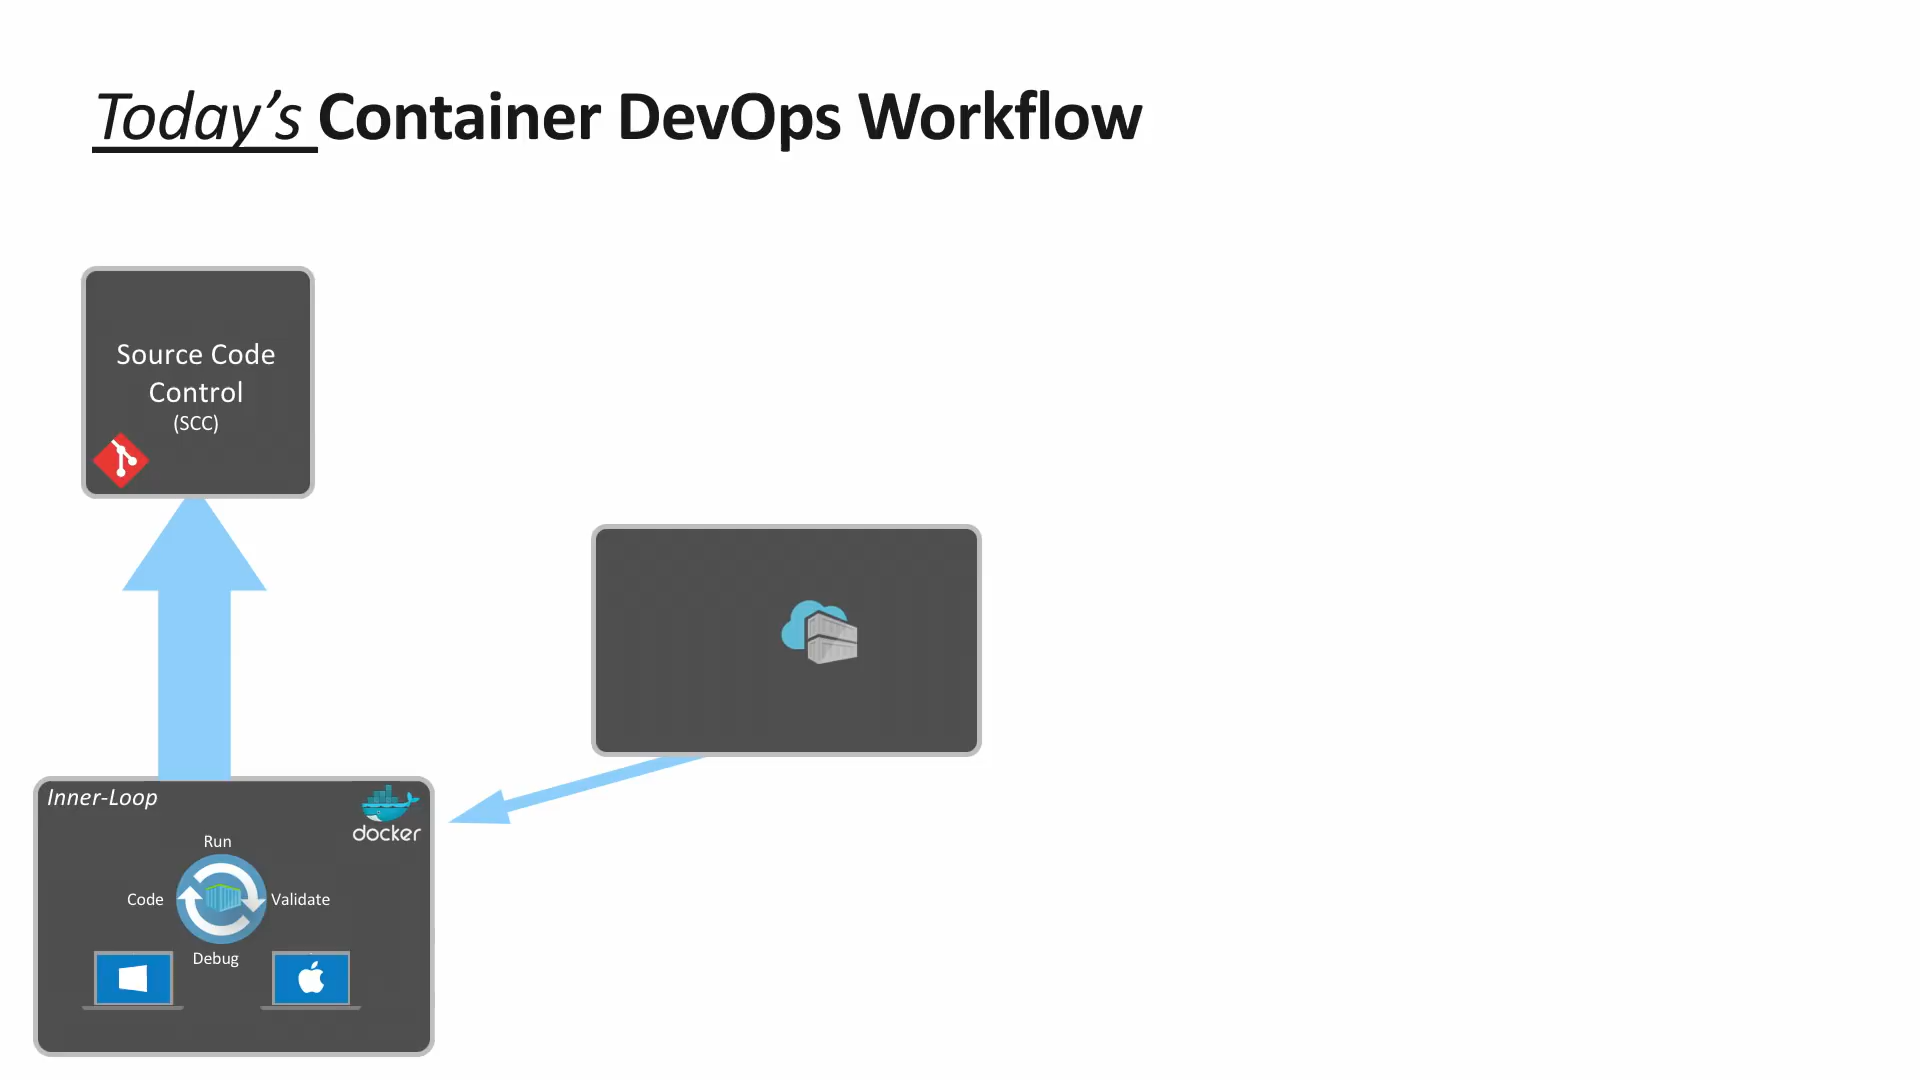 Today’s Container DevOps Workflow
Source Code
Control
(SCC)
Inner-Loop
docker
Run
Code
Validate
Debug